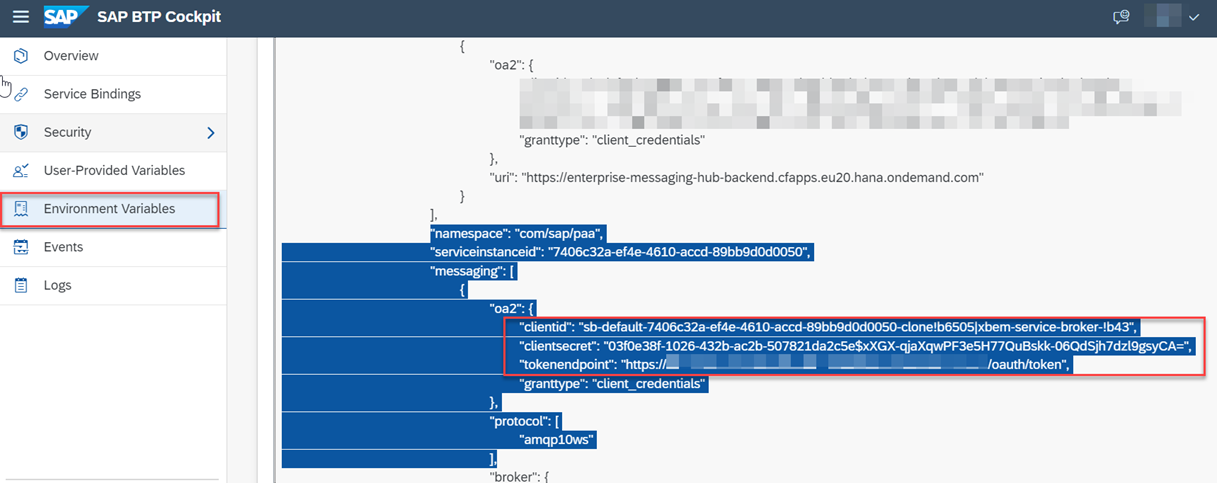 SAP SAP BTP Cockpit
Overview
Service Bindings
Security
User-Provided Variables
Environment Variables
Events
Logs
{
"oa2": {
"granttype": "client_credentials"
},
"uri": "https://enterprise-messaging-hub-backend.cfapps.eu20.hana.ondemand.com"
}
],
"namespace": "com/sap/paa",
"serviceinstanceid": "7406c32a-ef4e-4610-accd-89bb9d0d0050",
"messaging": [
{
"oa2": {
"clientid": "sb-default-7406c32a-ef4e-4610-accd-89bb9d0d0050-clone!b6505|xbem-service-broker-!b43",
"clientsecret": "03f0e38f-1026-432b-ac2b-507821da2c5e$xXGX-qjaXqwPF3e5H77QuBskk-06QdSjh7dzl9gsyCA=",
"tokenendpoint": "https:// /oauth/token",
"granttype": "client_credentials"
},
"protocol": [
"amqp10ws"
],
"broker": {